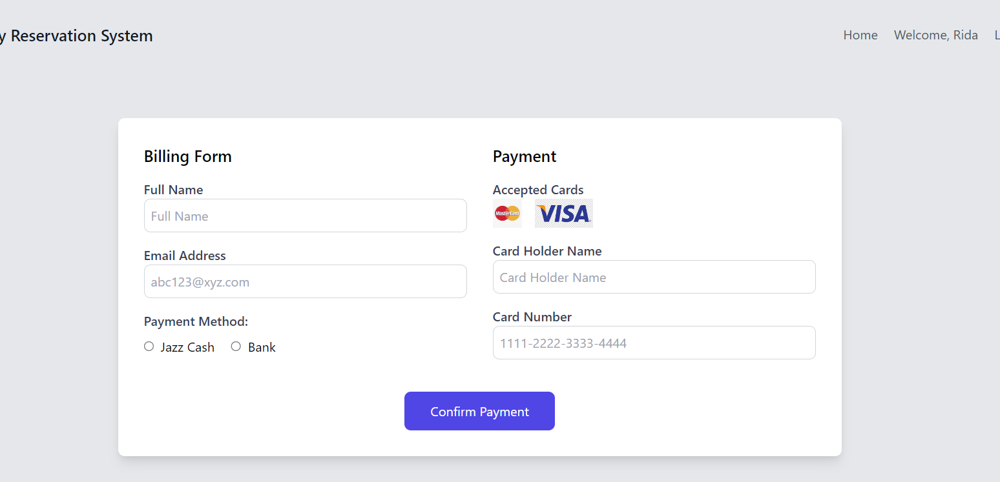 y Reservation System
Home Welcome, Rida L
Billing Form
Full Name
Full Name
Email Address
abc123@xyz.com
Payment Method:
Jazz Cash Bank
Payment
Accepted Cards
MasterCard VISA
Card Holder Name
Card Holder Name
Card Number
1111-2222-3333-4444
Confirm Payment